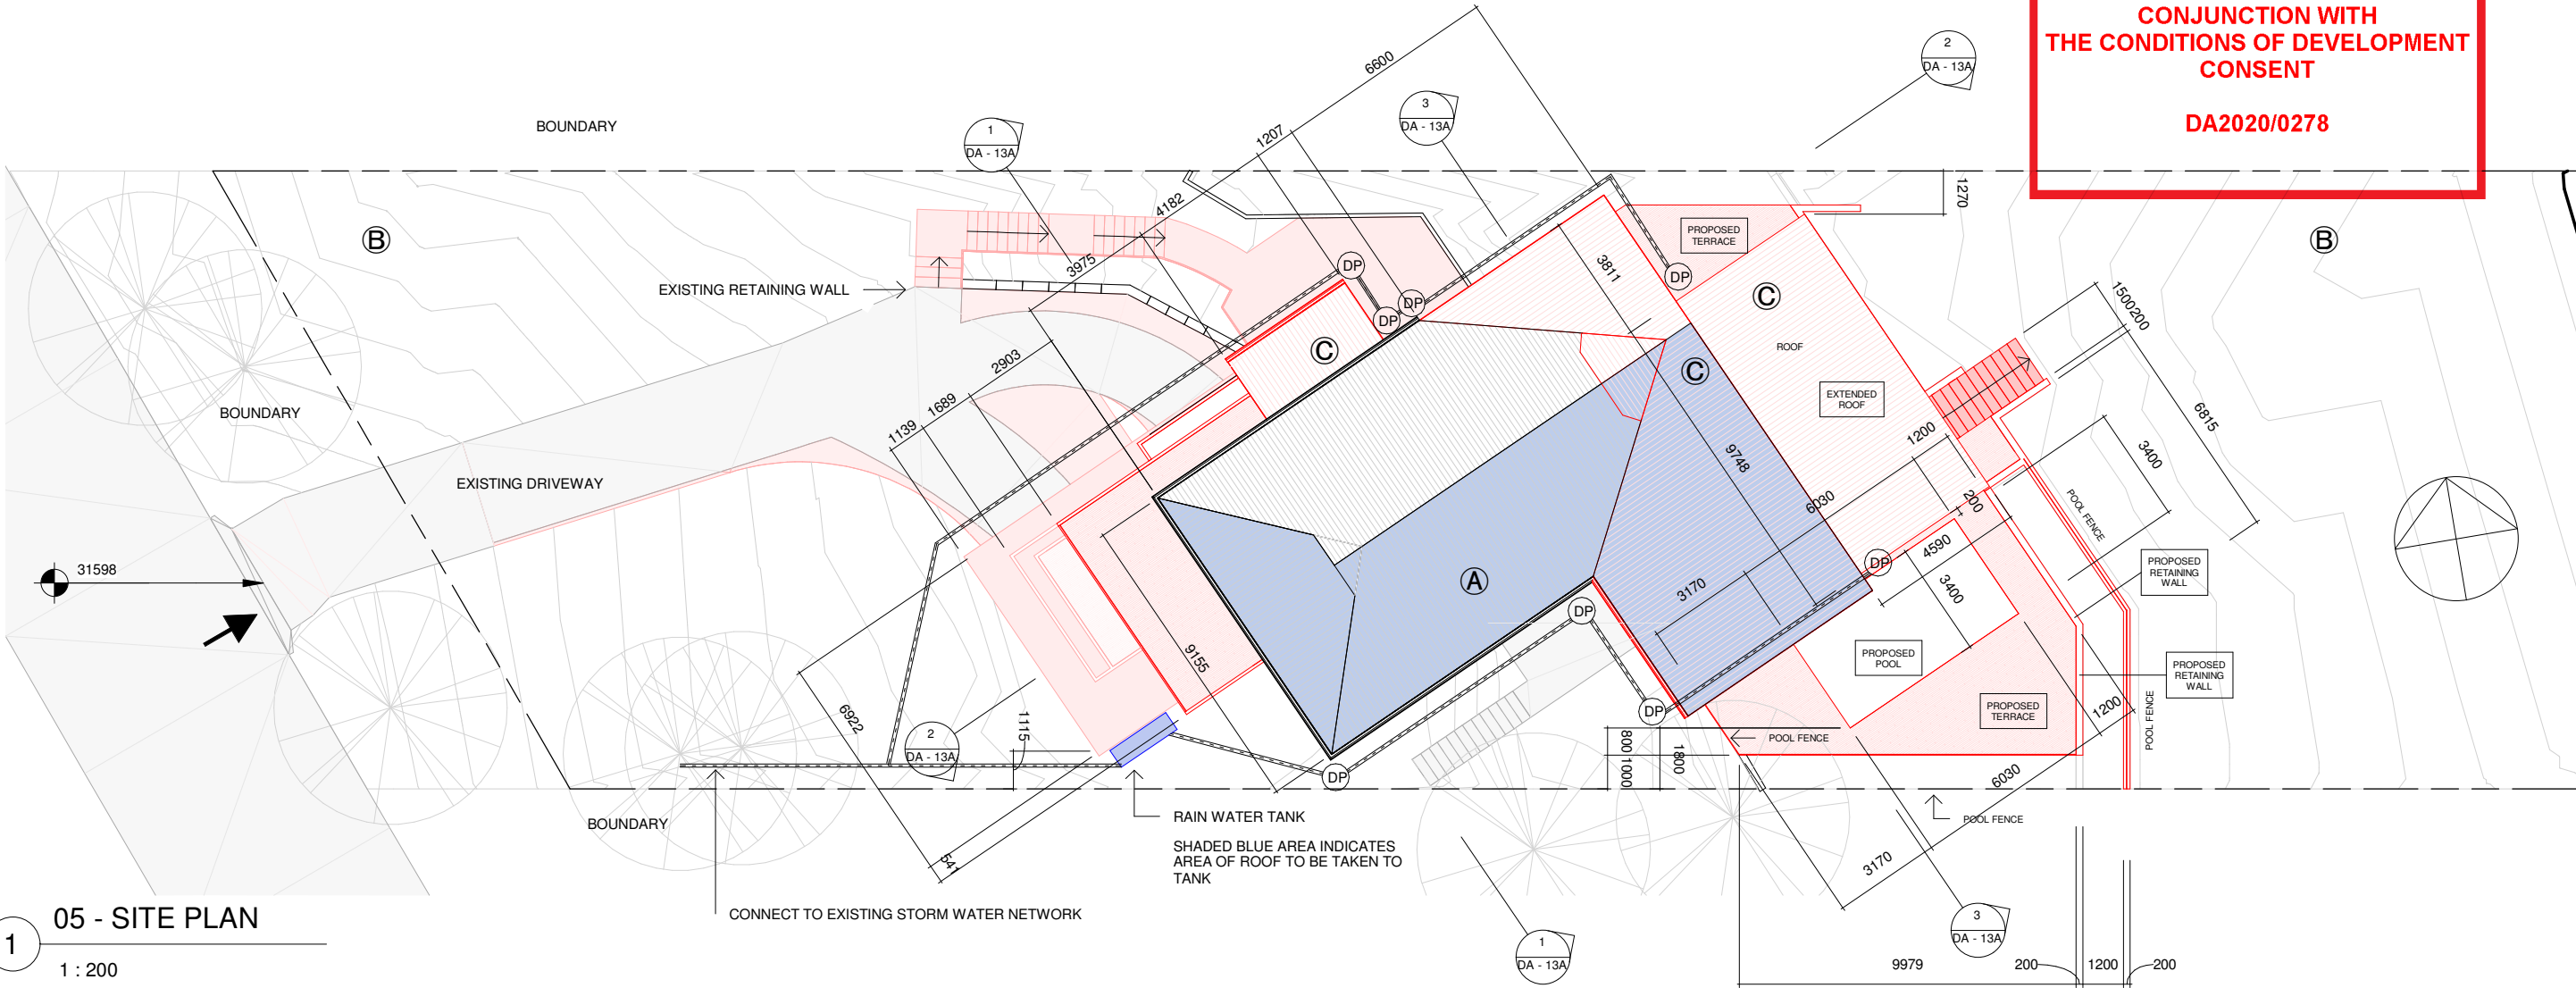 CONJUNCTION WITH
THE CONDITIONS OF DEVELOPMENT
CONSENT
DA2020/0278
2
DA - 13A
6600
3
DA - 13A
1207
1
DA - 13A
BOUNDARY
1270
4182
B
PROPOSED
TERRACE
B
3975
3811
DP
DP
EXISTING RETAINING WALL
C
1500
200
DP
DP
ROOF
C
2903
C
EXTENDED
ROOF
1689
BOUNDARY
6815
1139
1200
3400
9748
EXISTING DRIVEWAY
6030
200
POOL FENCE
4590
31598
A
DP
PROPOSED
RETAINING
WALL
3170
3400
DP
9155
PROPOSED
POOL
PROPOSED
RETAINING
WALL
6922
1115
DP
PROPOSED
TERRACE
1200
POOL FENCE
2
DA - 13A
800
1000
1800
POOL FENCE
DP
6030
RAIN WATER TANK
BOUNDARY
POOL FENCE
SHADED BLUE AREA INDICATES
AREA OF ROOF TO BE TAKEN TO
TANK
541
3170
CONNECT TO EXISTING STORM WATER NETWORK
3
DA - 13A
05 - SITE PLAN
1
1 : 200
1
DA - 13A
9979
200
1200
200